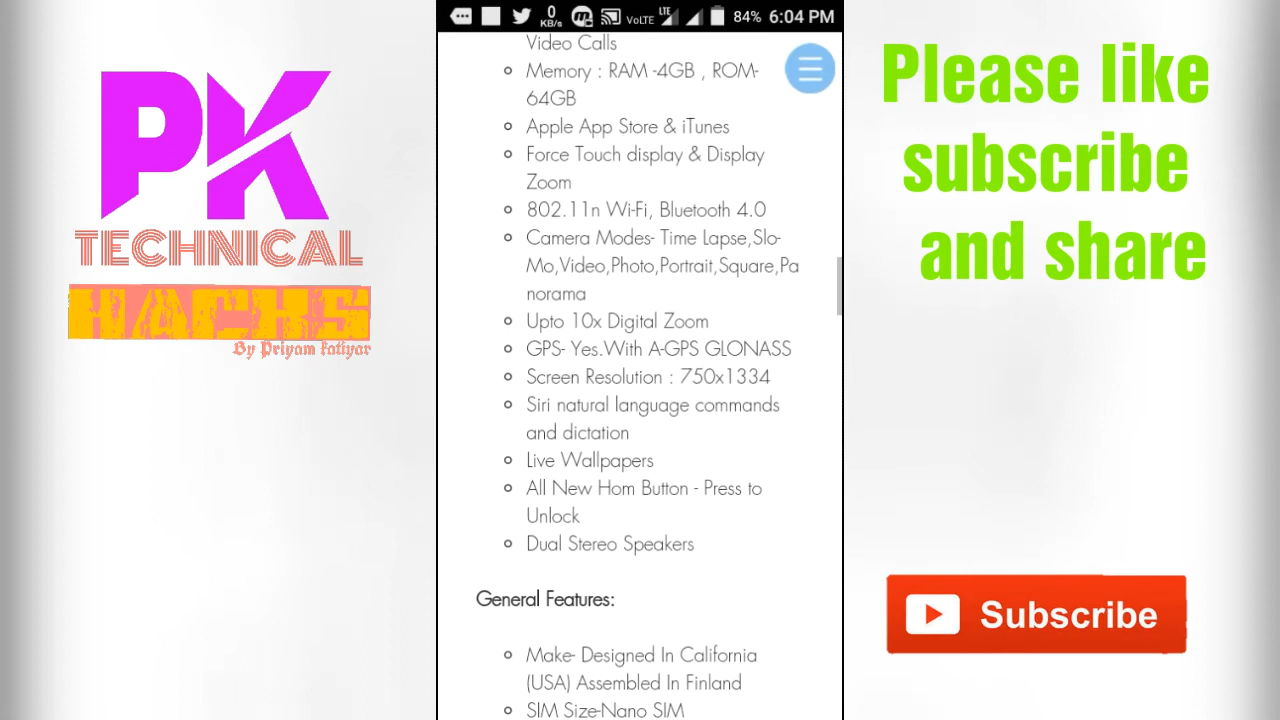 PK
TECHNICAL
HACKS
By Priyam katiyar
0
KB/s
VoLTE
LTE
84% 6:04 PM
Video Calls
Memory : RAM -4GB , ROM-
64GB
Apple App Store & iTunes
Force Touch display & Display
Zoom
802.11n Wi-Fi, Bluetooth 4.0
Camera Modes- Time Lapse,Slo-
Mo,Video,Photo,Portrait,Square,Pa
norama
Upto 10x Digital Zoom
GPS- Yes.With A-GPS GLONASS
Screen Resolution : 750x1334
Siri natural language commands
and dictation
Live Wallpapers
All New Hom Button - Press to
Unlock
Dual Stereo Speakers
General Features:
Make- Designed In California
(USA) Assembled In Finland
SIM Size-Nano SIM
Please like
subscribe
and share
Subscribe